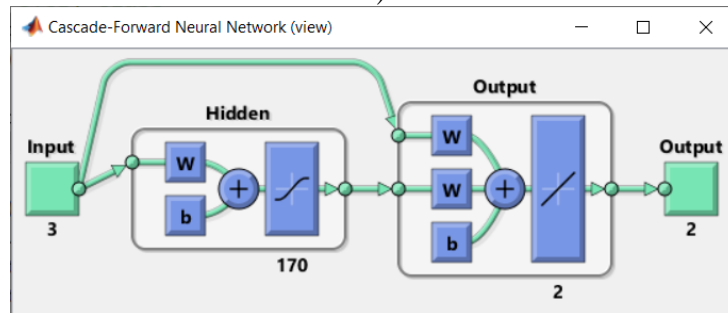 )
Cascade-Forward Neural Network (view)
Output
Hidden
Input
Output
W
W
W
+
+
b
b
3
170
2
2